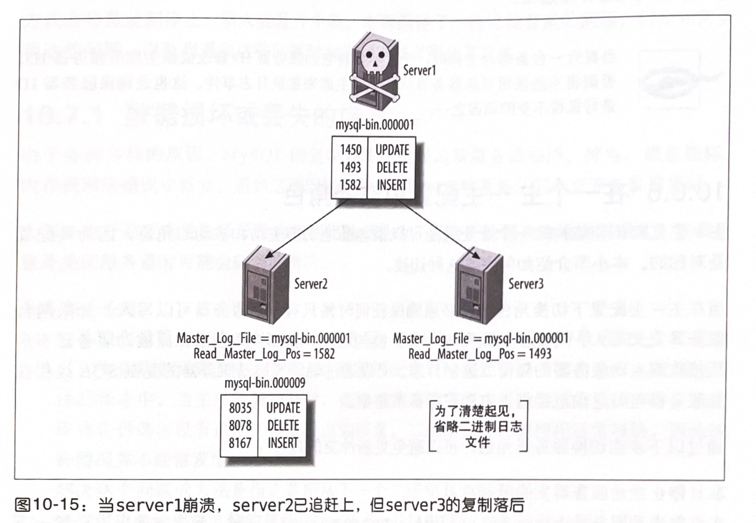 Server1
mysql-bin.000001
1450 UPDATE
1493 DELETE
1582 INSERT
Server2
Server3
Master_Log_File = mysql-bin.000001
Read_Master_Log_Pos = 1582
Master_Log_File = mysql-bin.000001
Read_Master_Log_Pos = 1493
mysql-bin.000009
8035 UPDATE
8078 DELETE
8167 INSERT
为了清楚起见，
省略二进制日志
文件
图10-15：当server1崩溃，server2已追赶上，但server3的复制落后